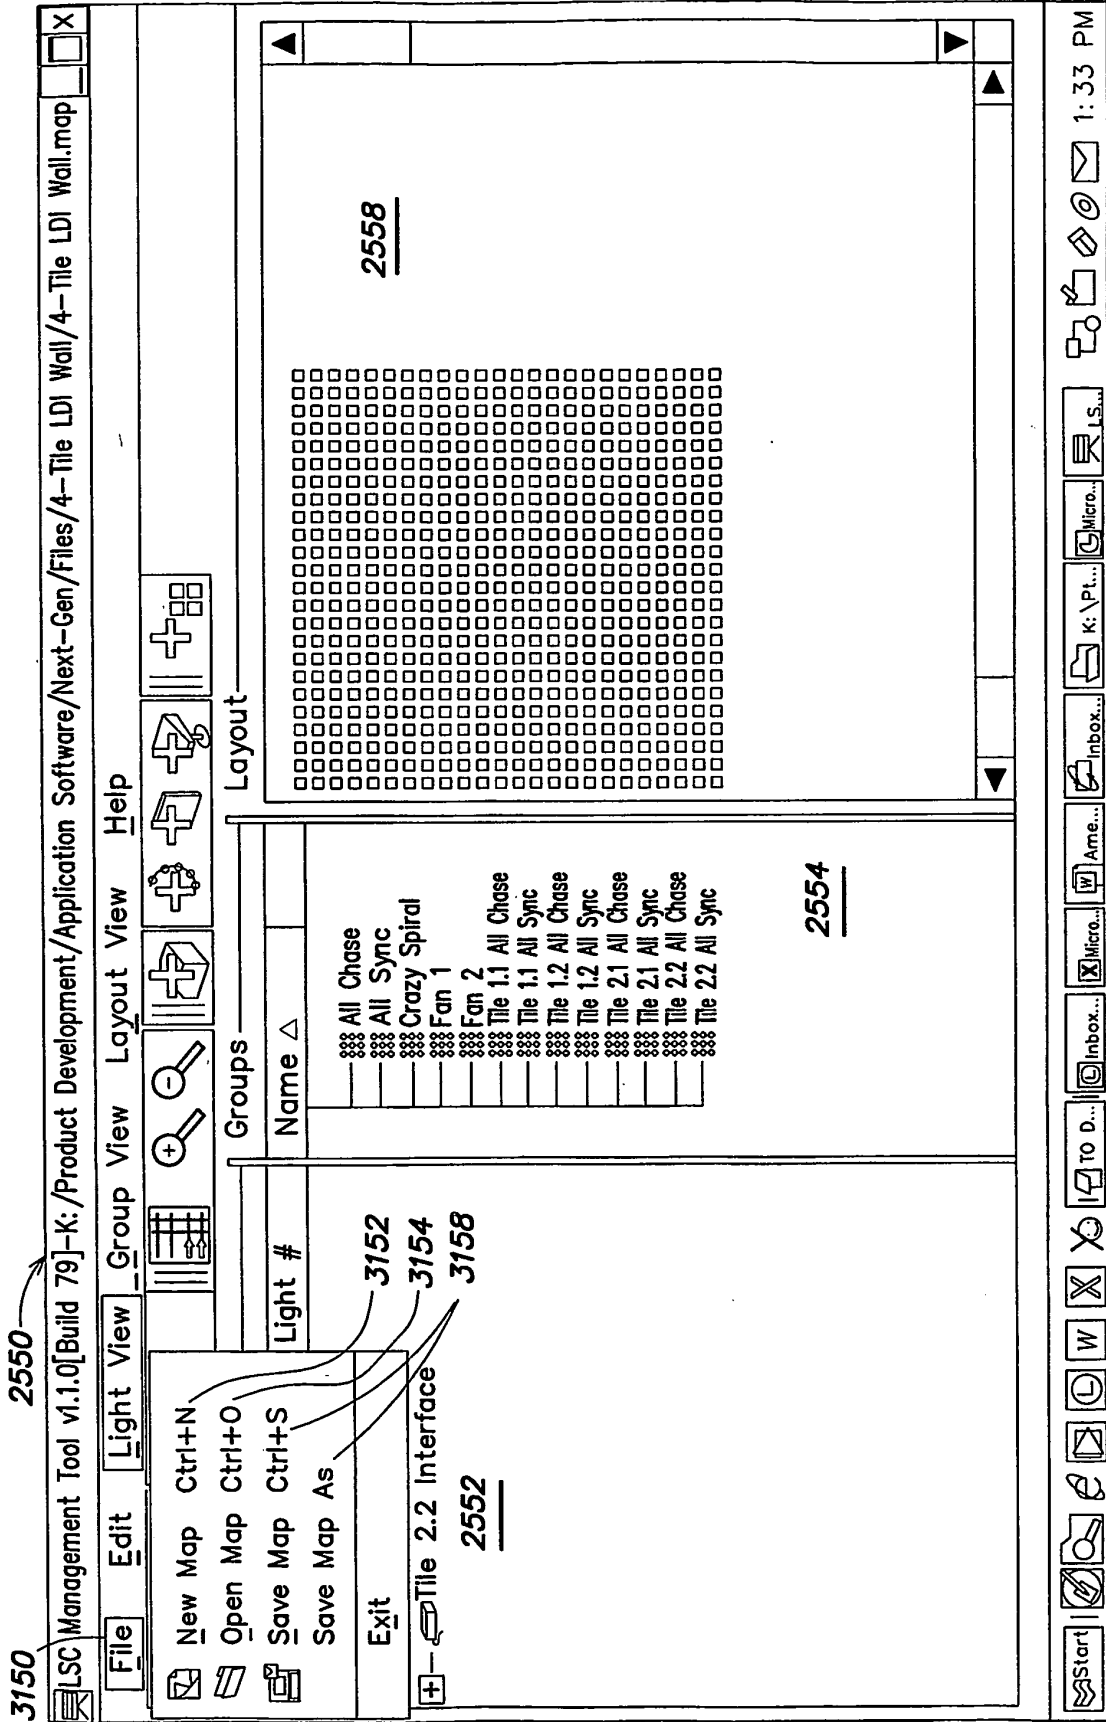 3150
2550
LSC Management Tool v1.1.0[Build 79]–K:/Product Development/Application Software/Next–Gen/Files/4–Tile LDI Wall/4–Tile LDI Wall.map
File Edit Light View Group View Layout View Help
New Map Ctrl+N
Open Map Ctrl+O
Save Map Ctrl+S
Save Map As
Exit
3152
3154
3158
Light #
Tile 2.2 Interface
2552
Groups
Name
All Chase
All Sync
Crazy Spiral
Fan 1
Fan 2
Tile 1.1 All Chase
Tile 1.1 All Sync
Tile 1.2 All Chase
Tile 1.2 All Sync
Tile 2.1 All Chase
Tile 2.1 All Sync
Tile 2.2 All Chase
Tile 2.2 All Sync
2554
Layout
2558
Start L W X TO D... L Inbox... X Micro... W Ame... Inbox... K:\Pt... L Micro... LS... 1:33 PM